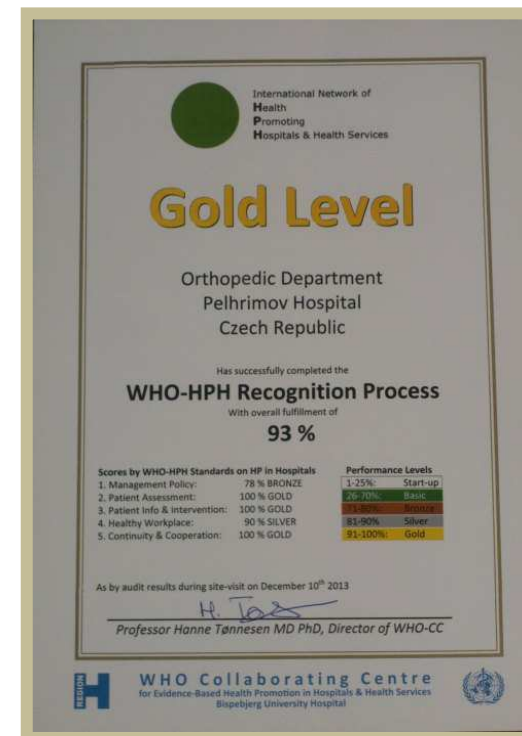 International Network of
Health
Promoting
Hospitals & Health Services
Gold Level
Orthopedic Department
Pelhrimov Hospital
Czech Republic
Has successfully completed the
WHO-HPH Recognition Process
With overall fulfillment of
93 %
Scores by WHO-HPH Standards on HP in Hospitals
1. Management Policy: 78 % BRONZE
2. Patient Assessment: 100 % GOLD
3. Patient Info & Intervention: 100 % GOLD
4. Healthy Workplace: 90 % SILVER
5. Continuity & Cooperation: 100 % GOLD
Performance Levels
1-25%: Start-up
26-70%: Basic
71-80%: Bronze
81-90% Silver
91-100%: Gold
As by audit results during site-visit on December 10th 2013
Professor Hanne Tønnesen MD PhD, Director of WHO-CC
REGION
H
WHO Collaborating Centre
for Evidence-Based Health Promotion in Hospitals & Health Services
Bispebjerg University Hospital